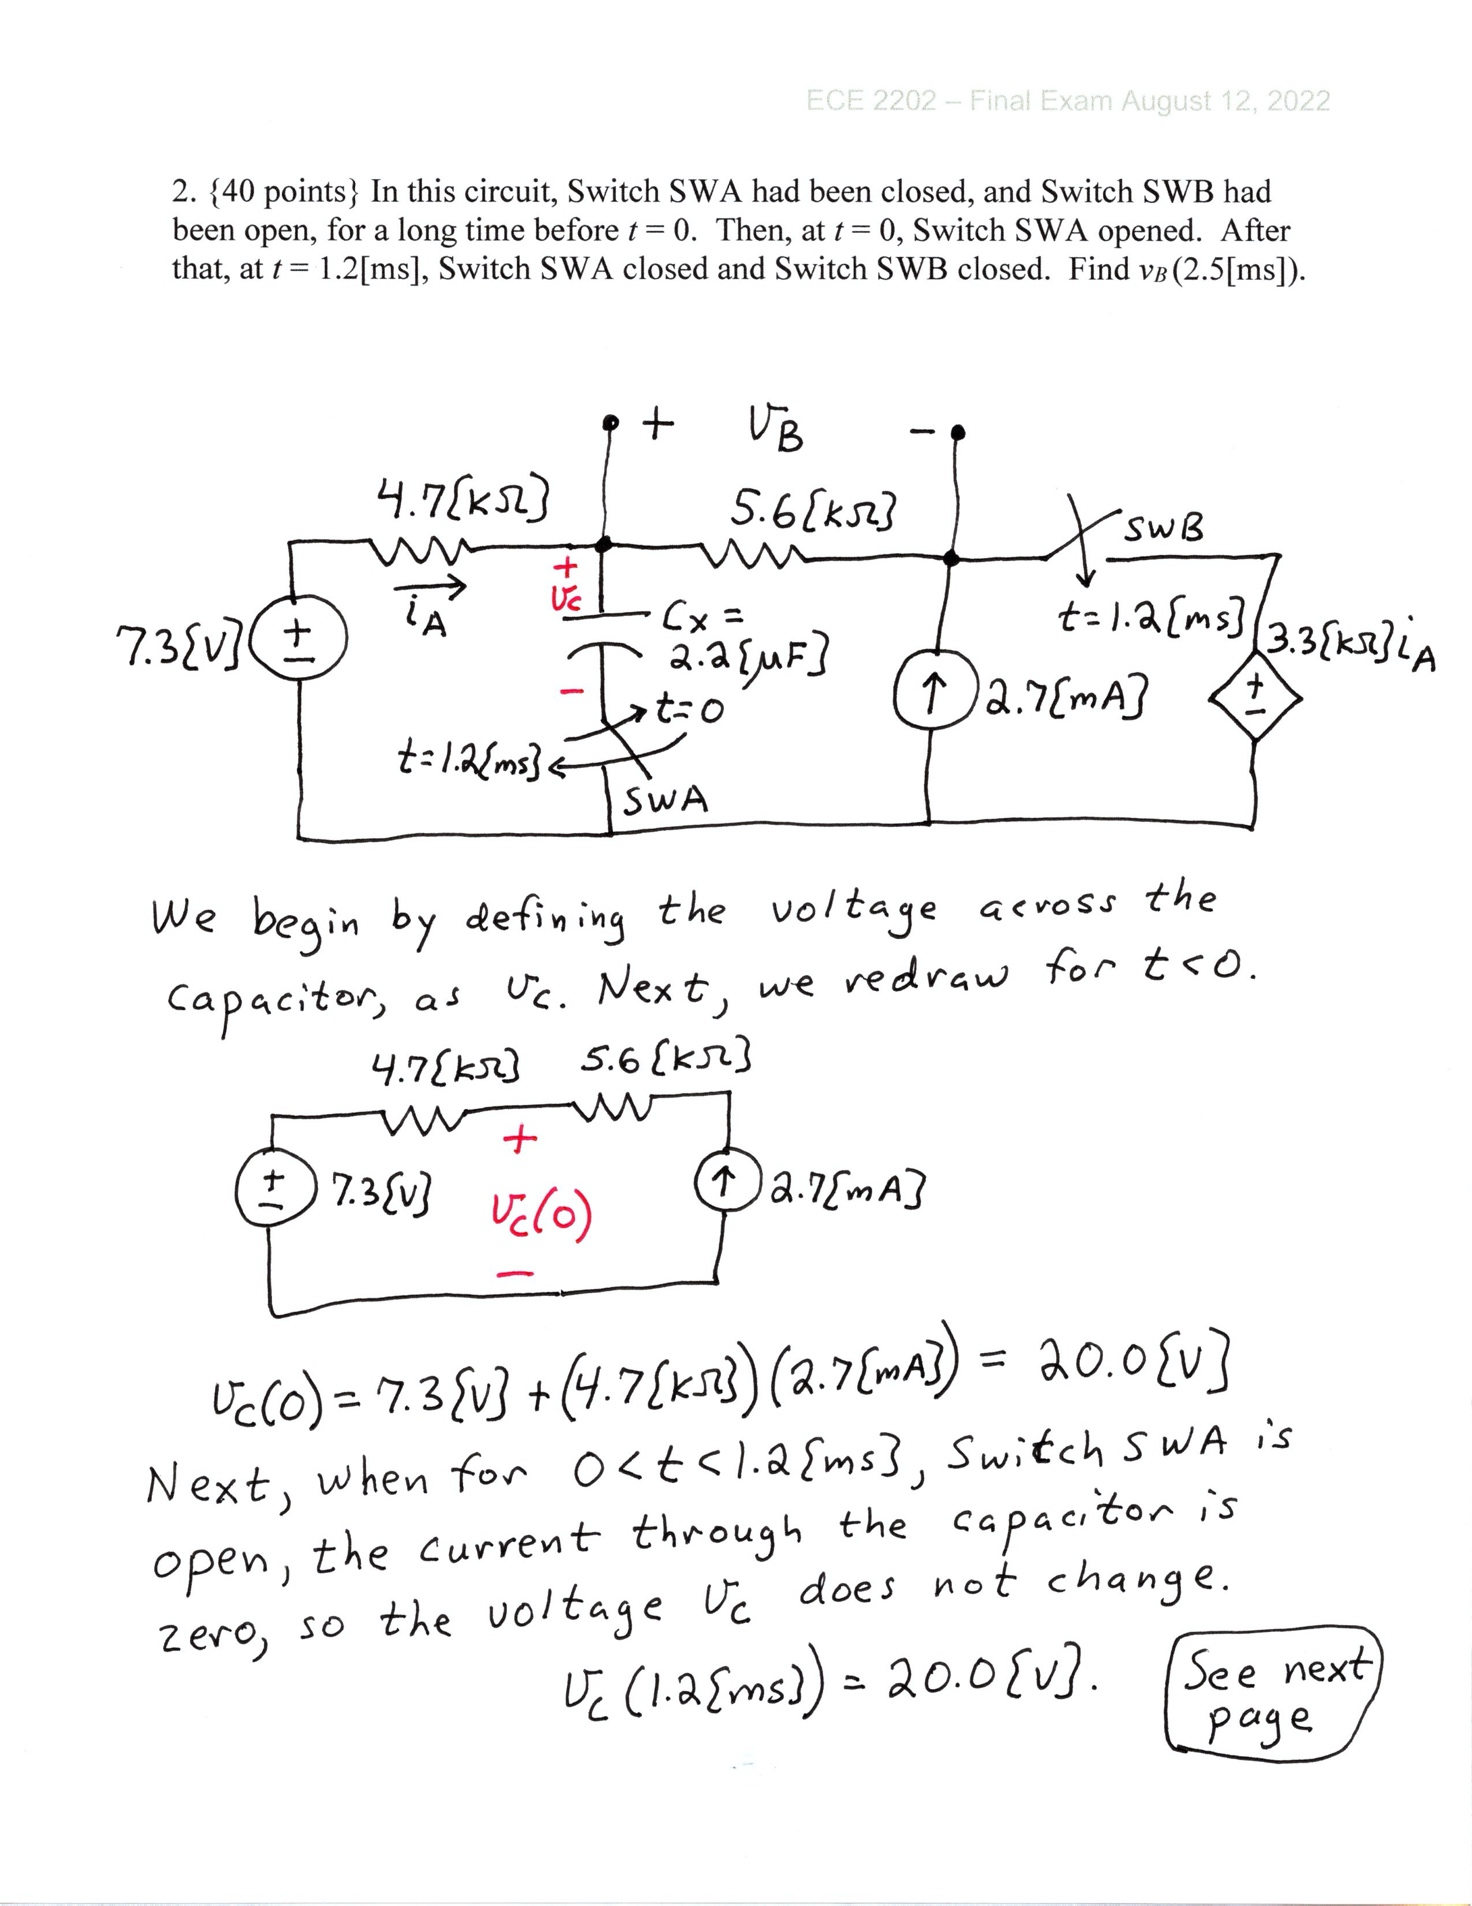 ECE 2202 – Final Exam August 12, 2022
2. {40 points} In this circuit, Switch SWA had been closed, and Switch SWB had
been open, for a long time before t = 0.  Then, at t = 0, Switch SWA opened.  After
that, at t = 1.2[ms], Switch SWA closed and Switch SWB closed.  Find vB(2.5[ms]).
+ vB -
4.7[kΩ]
5.6[kΩ]
SWB
+
vC
-
iA
Cx =
2.2[μF]
t=1.2[ms]
3.3[kΩ]iA
7.3[V]
+
-
↑
2.7[mA]
+
-
t=0
t=1.2[ms]
SWA
We begin by defining the voltage across the
capacitor, as vC. Next, we redraw for t<0.
4.7[kΩ]
5.6[kΩ]
+
-
7.3[V]
+
vC(0)
-
↑
2.7[mA]
vC(0) = 7.3[V] + (4.7[kΩ])(2.7[mA]) = 20.0[V]
Next, when for 0<t<1.2[ms], Switch SWA is
open, the current through the capacitor is
zero, so the voltage vC does not change.
vC(1.2[ms]) = 20.0[V].
See next
page